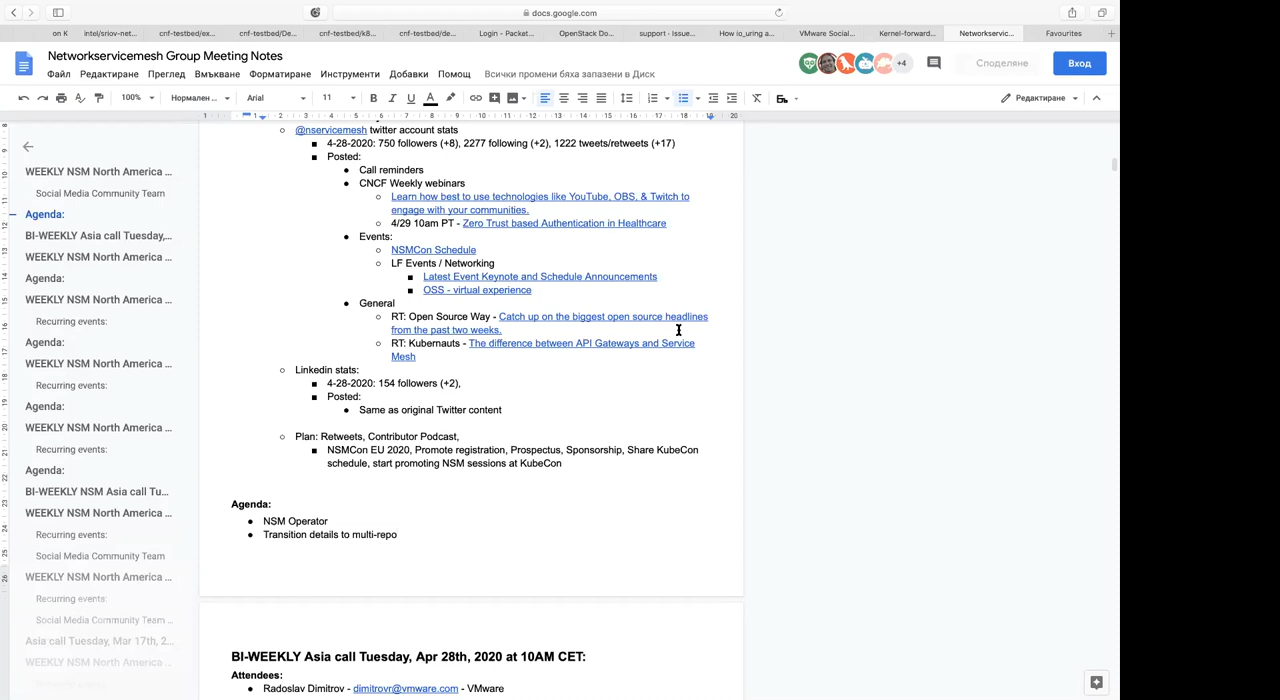 docs.google.com
on K
intel/sriov-net...
cnf-testbed/ex...
cnf-testbed/De...
cnf-testbed/k8...
cnf-testbed/de...
Login – Packet...
OpenStack Do...
support - Issue...
How io_uring a...
VMware Social...
Kernel-forward...
Networkservic...
Favourites
Networkservicemesh Group Meeting Notes
Файл Редактиране Преглед Вмъкване Форматиране Инструменти Добавки Помощ Всички промени бяха запазени в Диск
+4
Споделяне
Вход
100% Нормален ... Arial 11
Редактиране
WEEKLY NSM North America ...
Social Media Community Team
Agenda:
BI-WEEKLY Asia call Tuesday,...
WEEKLY NSM North America ...
Agenda:
WEEKLY NSM North America ...
Recurring events:
Agenda:
WEEKLY NSM North America ...
Recurring events:
Agenda:
WEEKLY NSM North America ...
Recurring events:
Agenda:
BI-WEEKLY NSM Asia call Tu...
WEEKLY NSM North America ...
Recurring events:
Social Media Community Team
WEEKLY NSM North America ...
Recurring events:
Social Media Community Team ...
Asia call Tuesday, Mar 17th, 2...
WEEKLY NSM North America ...
@nservicemesh twitter account stats
4-28-2020: 750 followers (+8), 2277 following (+2), 1222 tweets/retweets (+17)
Posted:
Call reminders
CNCF Weekly webinars
Learn how best to use technologies like YouTube, OBS, & Twitch to
engage with your communities.
4/29 10am PT - Zero Trust based Authentication in Healthcare
Events:
NSMCon Schedule
LF Events / Networking
Latest Event Keynote and Schedule Announcements
OSS - virtual experience
General
RT: Open Source Way - Catch up on the biggest open source headlines
from the past two weeks.
RT: Kubernauts - The difference between API Gateways and Service
Mesh
Linkedin stats:
4-28-2020: 154 followers (+2),
Posted:
Same as original Twitter content
Plan: Retweets, Contributor Podcast,
NSMCon EU 2020, Promote registration, Prospectus, Sponsorship, Share KubeCon
schedule, start promoting NSM sessions at KubeCon
Agenda:
NSM Operator
Transition details to multi-repo
BI-WEEKLY Asia call Tuesday, Apr 28th, 2020 at 10AM CET:
Attendees:
Radoslav Dimitrov - dimitrovr@vmware.com - VMware